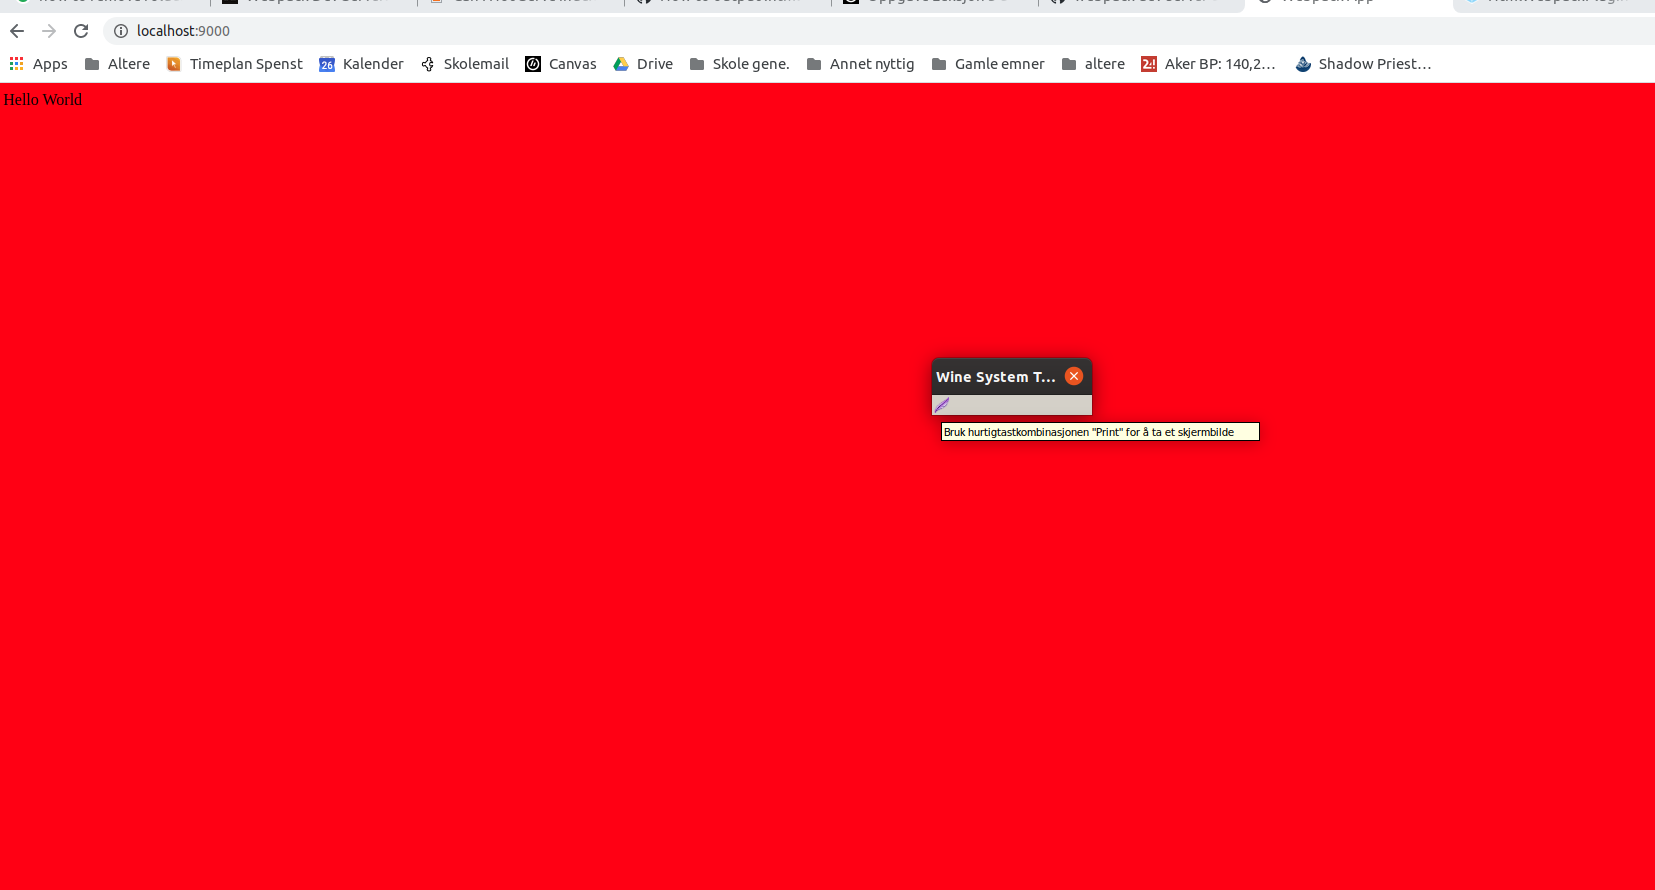 localhost:9000
Apps Altere Timeplan Spenst Kalender Skolemail Canvas Drive Skole gene. Annet nyttig Gamle emner altere Aker BP: 140,2... Shadow Priest...
Hello World
Wine System T...
Bruk hurtigtastkombinasjonen "Print" for å ta et skjermbilde